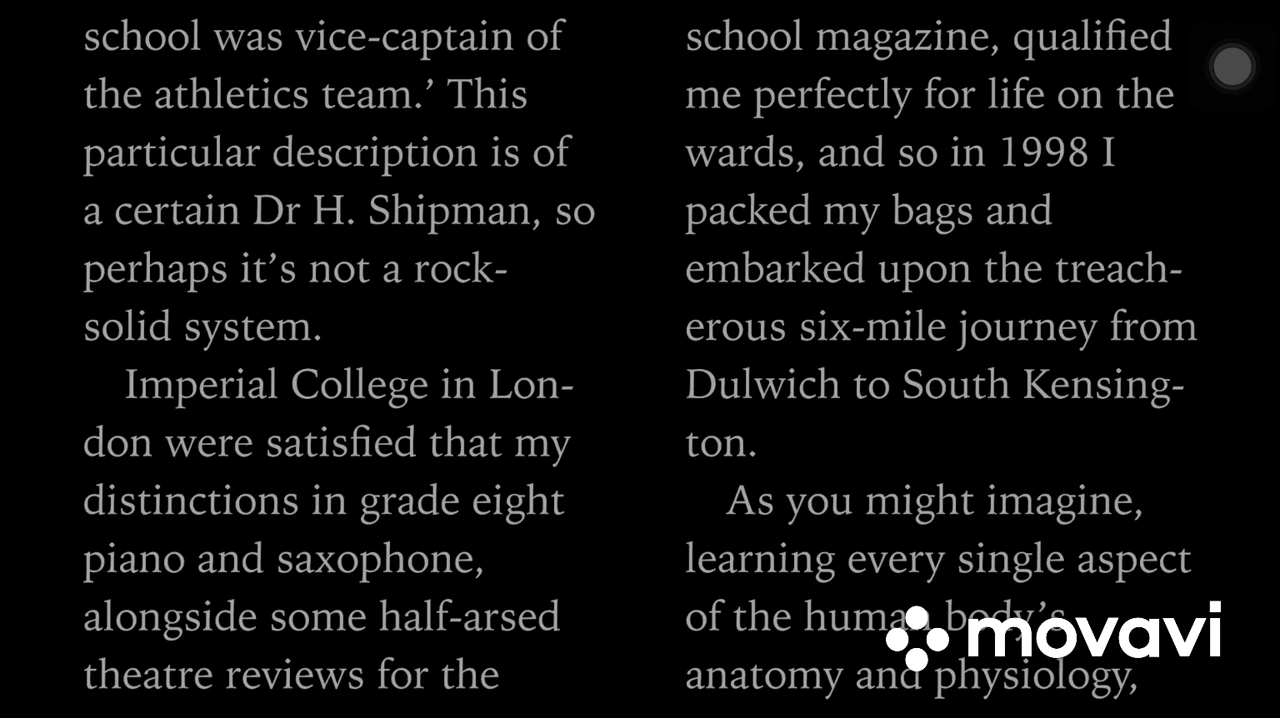 school was vice-captain of
the athletics team.’ This
particular description is of
a certain Dr H. Shipman, so
perhaps it’s not a rock-
solid system.
Imperial College in Lon-
don were satisfied that my
distinctions in grade eight
piano and saxophone,
alongside some half-arsed
theatre reviews for the
school magazine, qualified
me perfectly for life on the
wards, and so in 1998 I
packed my bags and
embarked upon the treach-
erous six-mile journey from
Dulwich to South Kensing-
ton.
As you might imagine,
learning every single aspect
of the human body’s
anatomy and physiology,
movavi